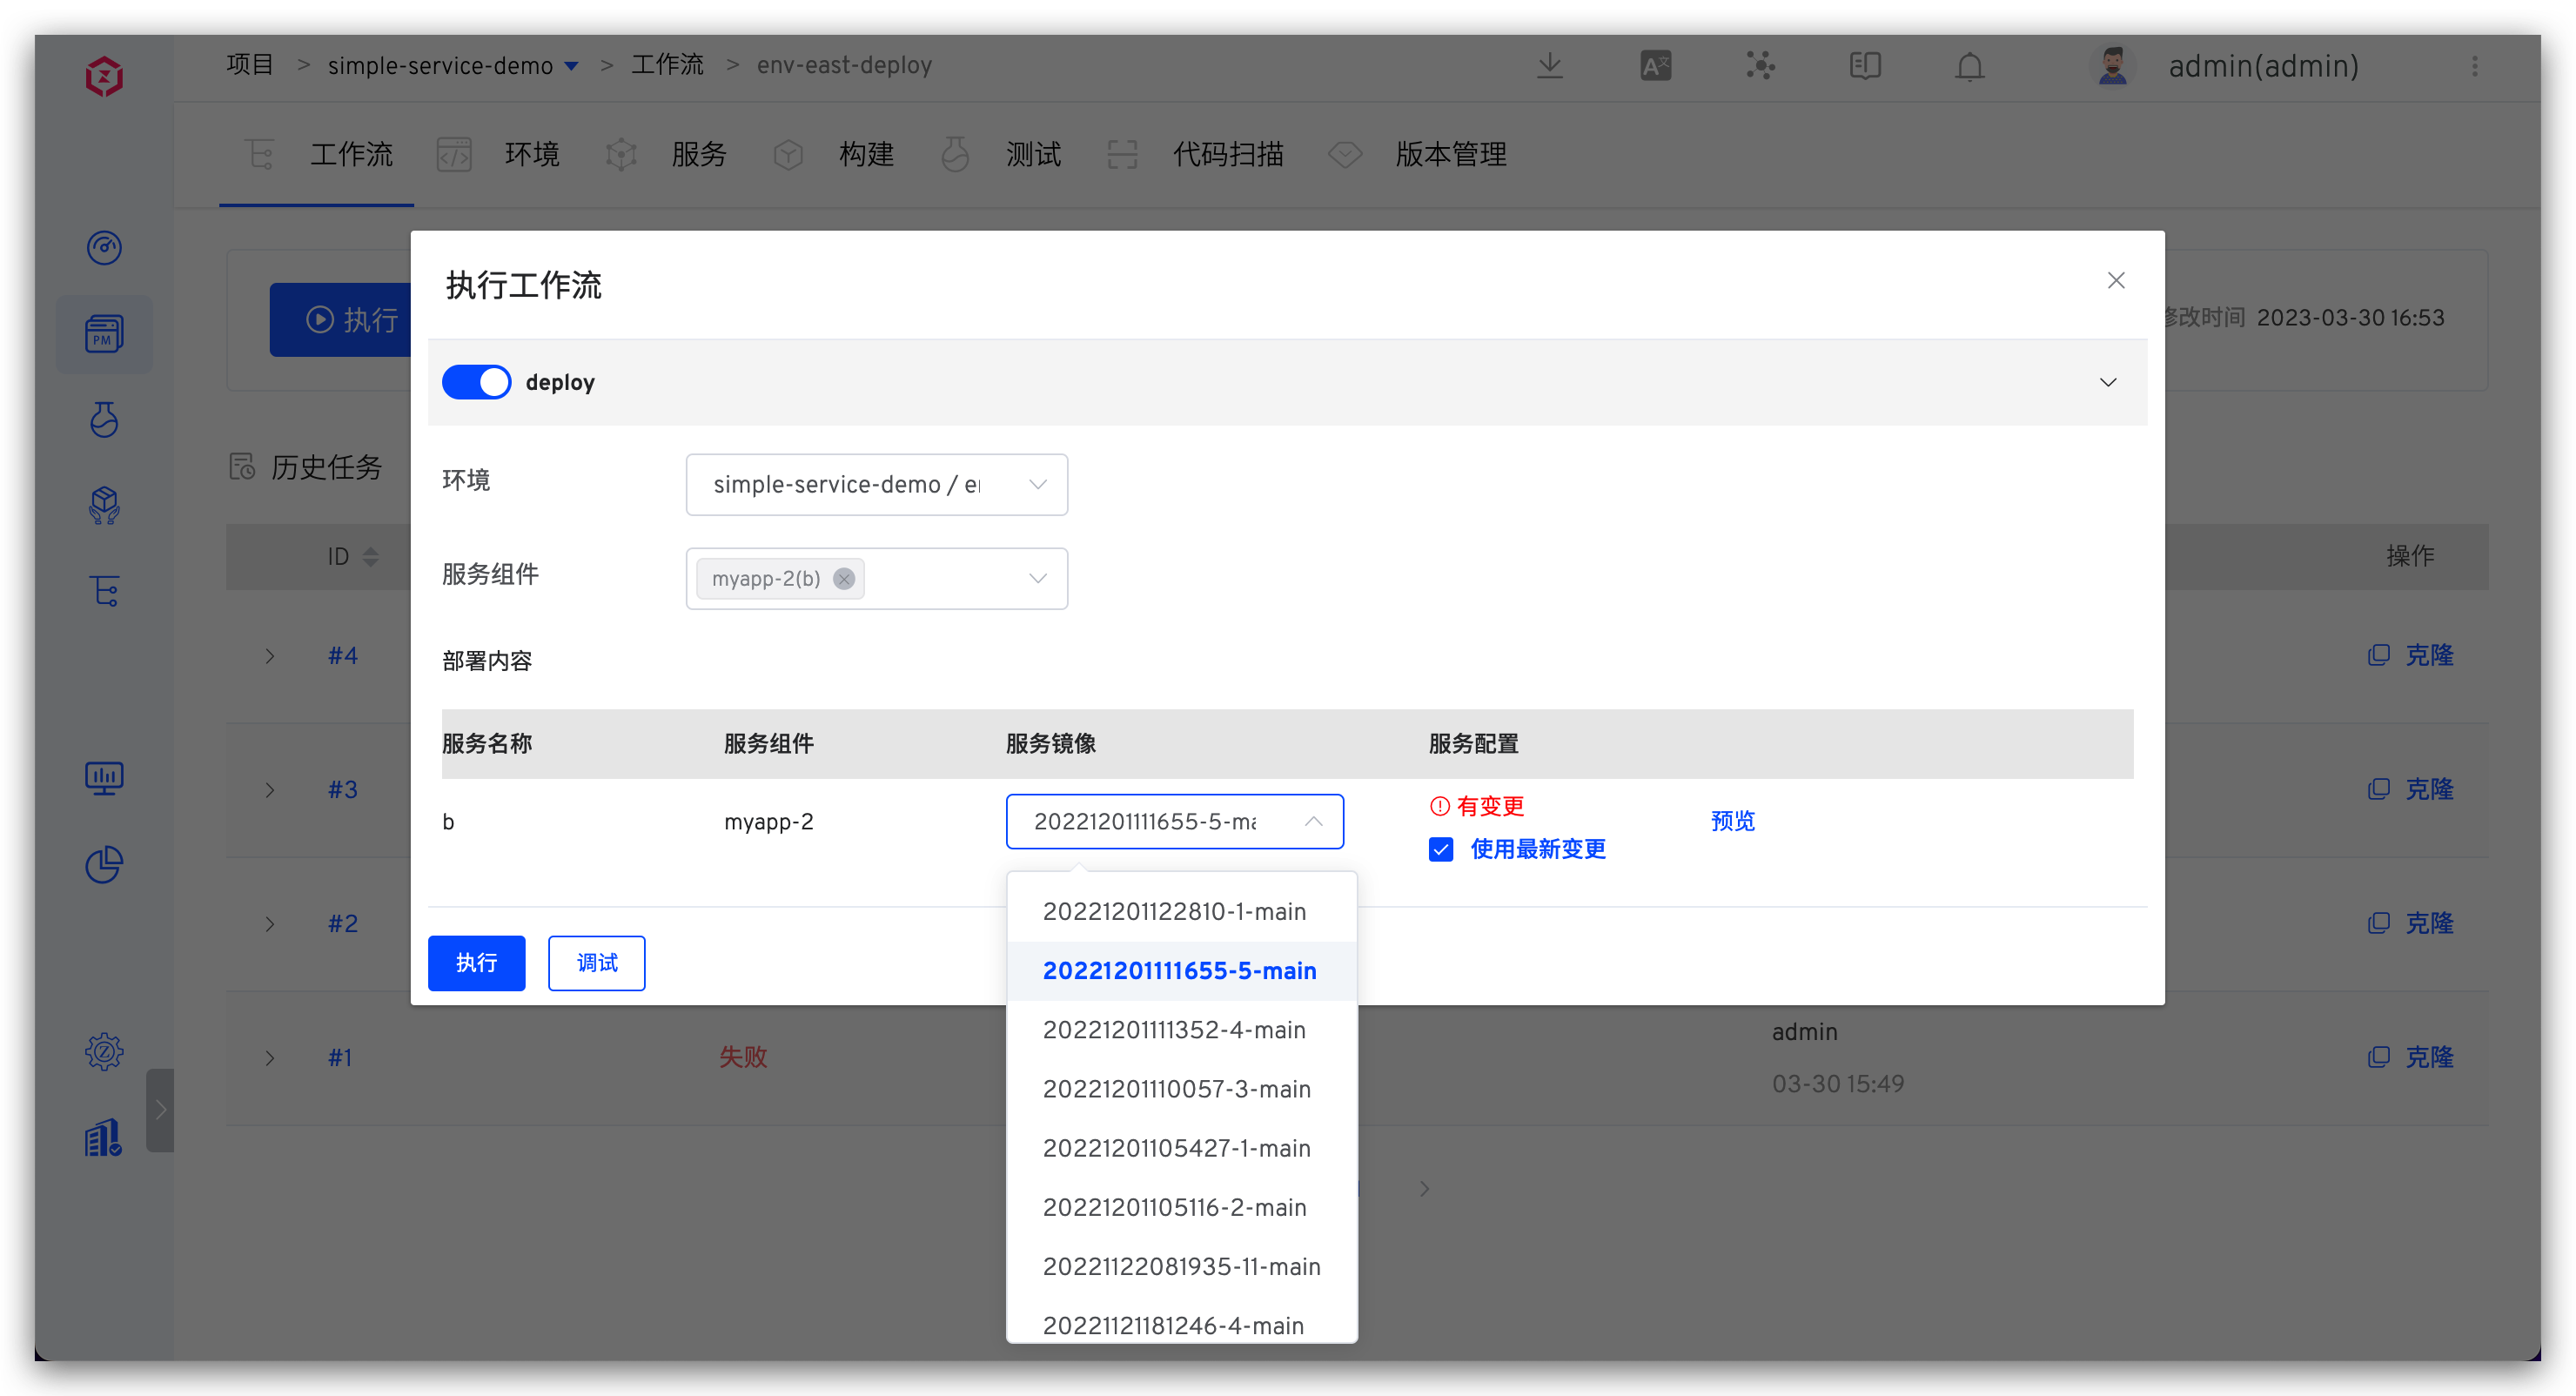 项目 > simple-service-demo > 工作流 > env-east-deploy
admin(admin)
工作流 环境 服务 构建 测试 代码扫描 版本管理
执行
修改时间 2023-03-30 16:53
PM
历史任务
ID
操作
#4 克隆
#3 克隆
#2 克隆
#1 失败 admin 克隆
03-30 15:49
执行工作流
deploy
环境 simple-service-demo /
服务组件 myapp-2(b)
部署内容
服务名称 服务组件 服务镜像 服务配置
b myapp-2 20221201111655-5-ma 有变更 预览
使用最新变更
20221201122810-1-main
20221201111655-5-main
20221201111352-4-main
20221201110057-3-main
20221201105427-1-main
20221201105116-2-main
20221122081935-11-main
20221121181246-4-main
执行 调试